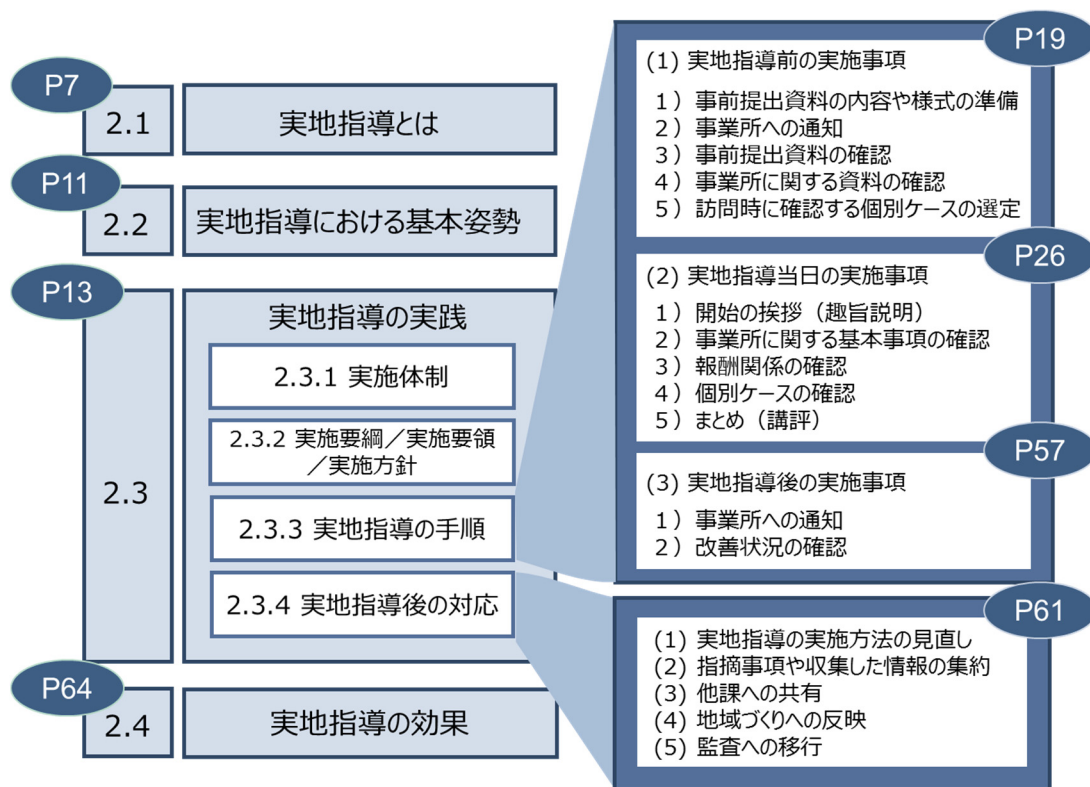 P7
2.1
実地指導とは
P11
2.2
実地指導における基本姿勢
P13
2.3
実地指導の実践
2.3.1 実施体制
2.3.2 実施要綱／実施要領
／実施方針
2.3.3 実地指導の手順
2.3.4 実地指導後の対応
P64
2.4
実地指導の効果
P19
(1) 実地指導前の実施事項
1）事前提出資料の内容や様式の準備
2）事業所への通知
3）事前提出資料の確認
4）事業所に関する資料の確認
5）訪問時に確認する個別ケースの選定
P26
(2) 実地指導当日の実施事項
1）開始の挨拶（趣旨説明）
2）事業所に関する基本事項の確認
3）報酬関係の確認
4）個別ケースの確認
5）まとめ（講評）
P57
(3) 実地指導後の実施事項
1）事業所への通知
2）改善状況の確認
P61
(1) 実地指導の実施方法の見直し
(2) 指摘事項や収集した情報の集約
(3) 他課への共有
(4) 地域づくりへの反映
(5) 監査への移行